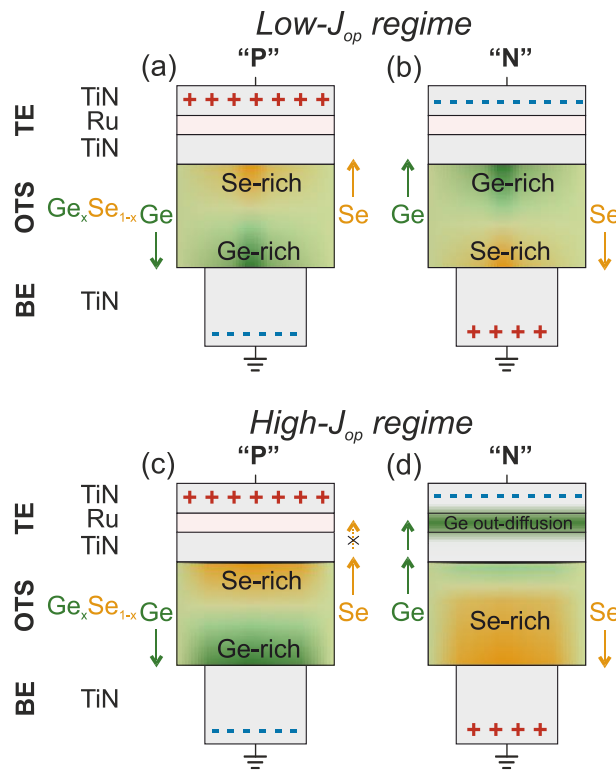 Low-Jop regime
(a) "P" (b) "N"
TE
TiN
Ru
TiN
+ + + + + + +
- - - - - - - - - -
OTS
GexSe1-x
Se-rich
Ge-rich
Ge
Se
Ge-rich
Se-rich
Ge
Se
BE
TiN
- - - - - - -
+ + + +
High-Jop regime
(c) "P" (d) "N"
TE
TiN
Ru
TiN
+ + + + + + +
- - - - - - - - - -
Ge out-diffusion
×
OTS
GexSe1-x
Se-rich
Ge-rich
Ge
Se
Se-rich
Ge
Se
BE
TiN
- - - - - - -
+ + + +